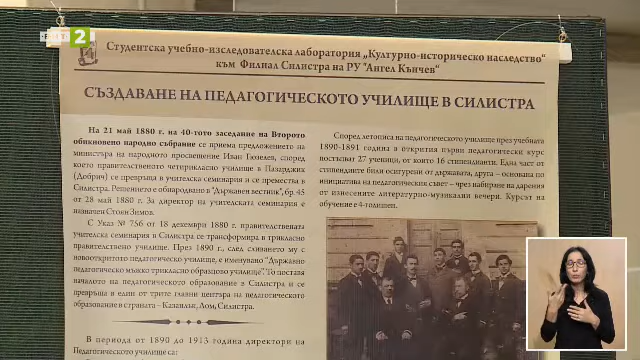 БНТ 2
Студентска учебно-изследователска лаборатория „Културно-историческо наследство“
към Филиал Силистра на РУ "Ангел Кънчев"
СЪЗДАВАНЕ НА ПЕДАГОГИЧЕСКОТО УЧИЛИЩЕ В СИЛИСТРА
На 21 май 1880 г. на 40-тото заседание на Второто
обикновено народно събрание се приема предложението на
министъра на народното просвещение Иван Гюзелев, според
което правителственото четирикласно училище в Пазарджик
(Добрич) се превръща в учителска семинария и се премества в
Силистра. Решението е обнародвано в "Държавен вестник", бр. 45
от 28 май 1880 г. За директор на учителската семинария е
назначен Стоян Зимов.
С Указ № 756 от 18 декември 1880 г. правителствената
учителска семинария в Силистра се трансформира в трикласно
правителствено училище. През 1890 г., след сливането му с
новооткритото педагогическо училище, е именувано "Държавно
педагогическо мъжко трикласно образцово училище". То поставя
началото на педагогическото образование в Силистра и се
превръща в един от трите главни центъра на педагогическото
образование в страната – Казанлък, Лом, Силистра.
В периода от 1890 до 1913 година директори на
Педагогическото училище са:
Според летописа на педагогическото училище през учебната
1890-1891 година в открития първи педагогически курс
постъпват 27 ученици, от които 16 стипендианти. Една част от
стипендиите били осигурени от държавата, друга – основана по
инициатива на педагогическия съвет – чрез набиране на дарения
от изнесените литературно-музикални вечери. Курсът на
обучение е 4-годишен.